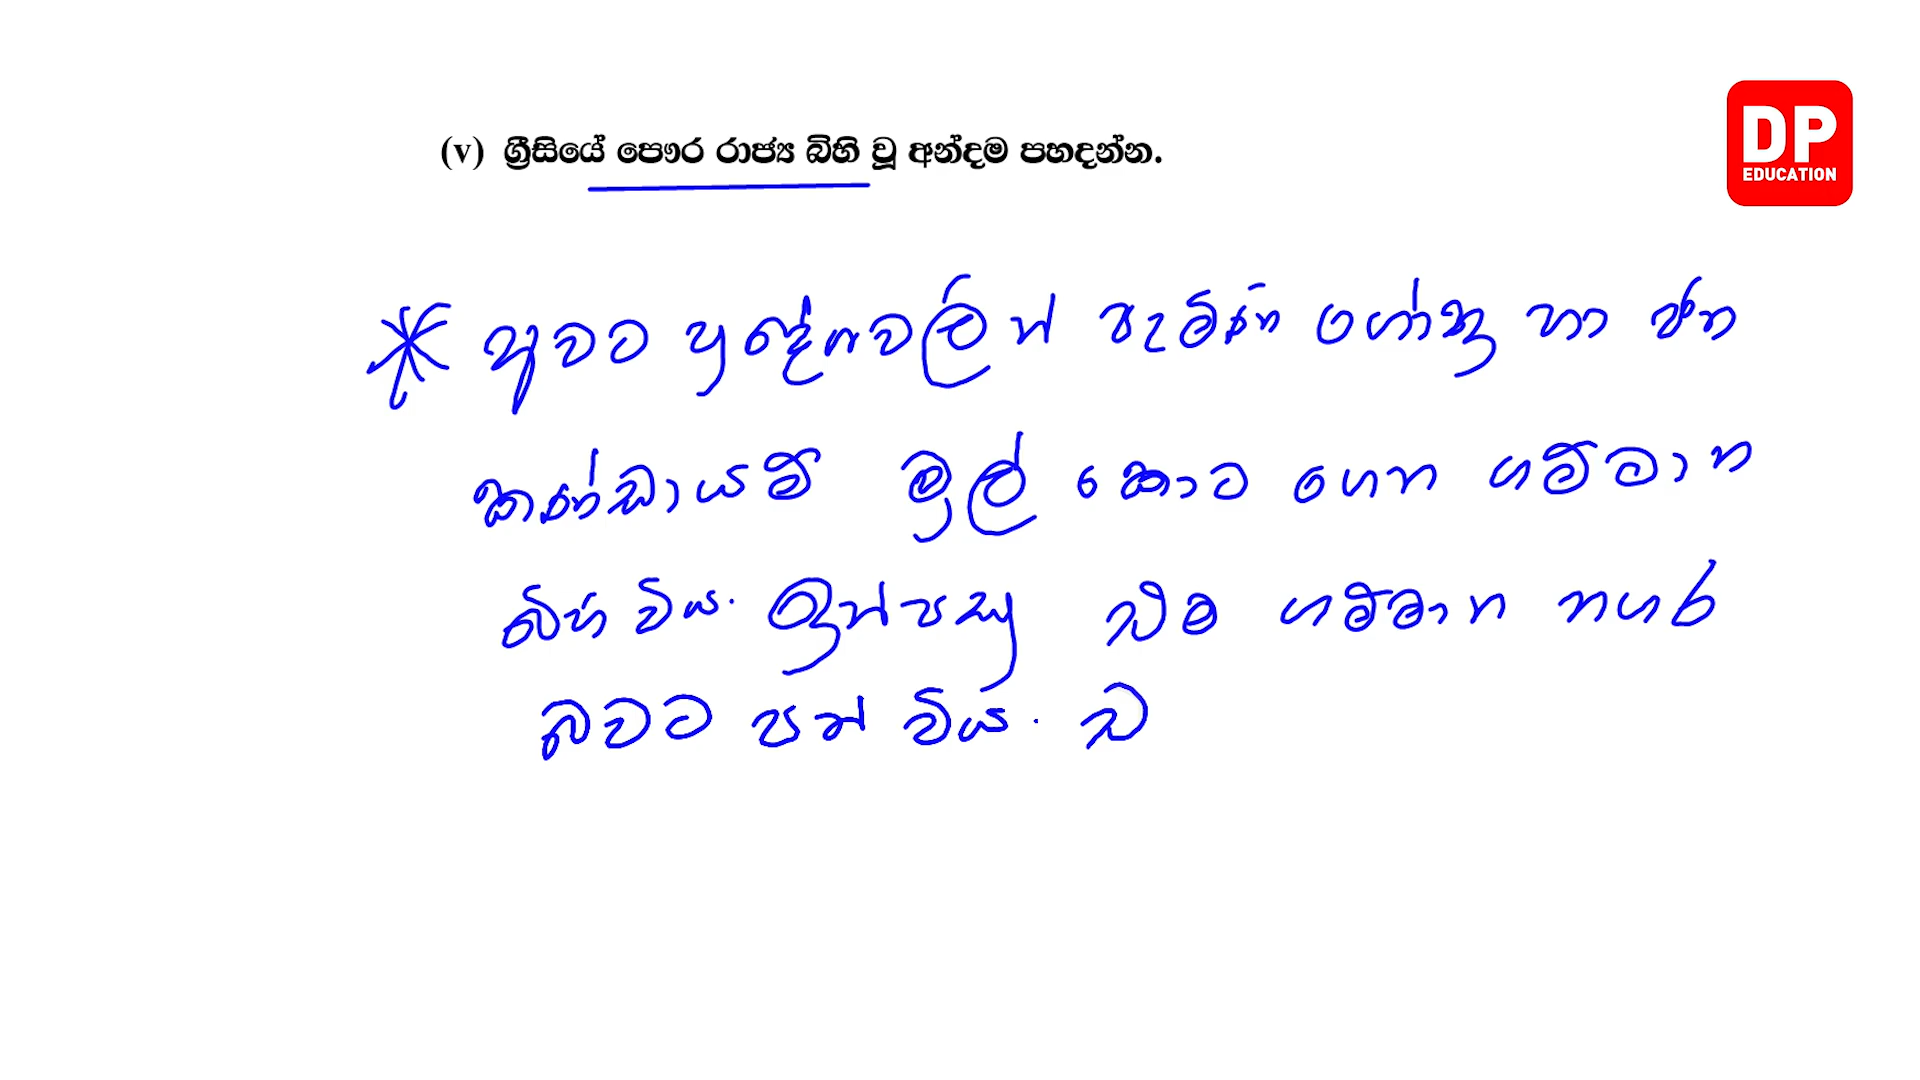 DP
EDUCATION
(v) ග්‍රීසියේ පෞර රාජ්‍ය බිහි වූ අන්දම පහදන්න.
* අවට ප්‍රදේශවලින් පැමිණි ගෝත්‍ර හා ජන
කණ්ඩායම් මුල් කොට ගෙන ගම්මාන
බිහි විය. ඉන්පසු එම ගම්මාන නගර
බවට පත් විය. එ